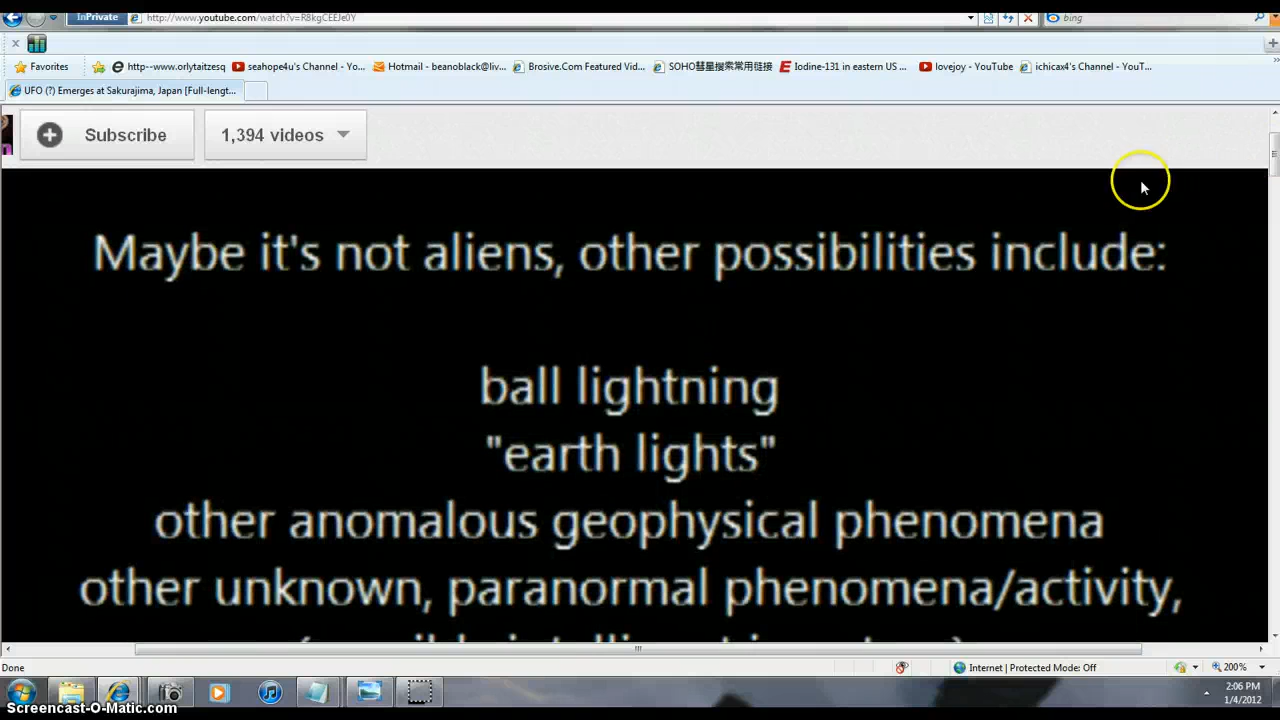 InPrivate
http://www.youtube.com/watch?v=R8kgCEEJe0Y
bing
Favorites
http--www.orlytaitzesq
seahope4u's Channel - Yo...
Hotmail - beanoblack@liv...
Brosive.Com Featured Vid...
SOHO彗星搜索常用链接
Iodine-131 in eastern US ...
lovejoy - YouTube
ichicax4's Channel - YouT...
UFO (?) Emerges at Sakurajima, Japan [Full-lengt...
Subscribe
1,394 videos
Maybe it's not aliens, other possibilities include:
ball lightning
"earth lights"
other anomalous geophysical phenomena
other unknown, paranormal phenomena/activity,
Done
Internet | Protected Mode: Off
200%
2:06 PM
1/4/2012
Screencast-O-Matic.com